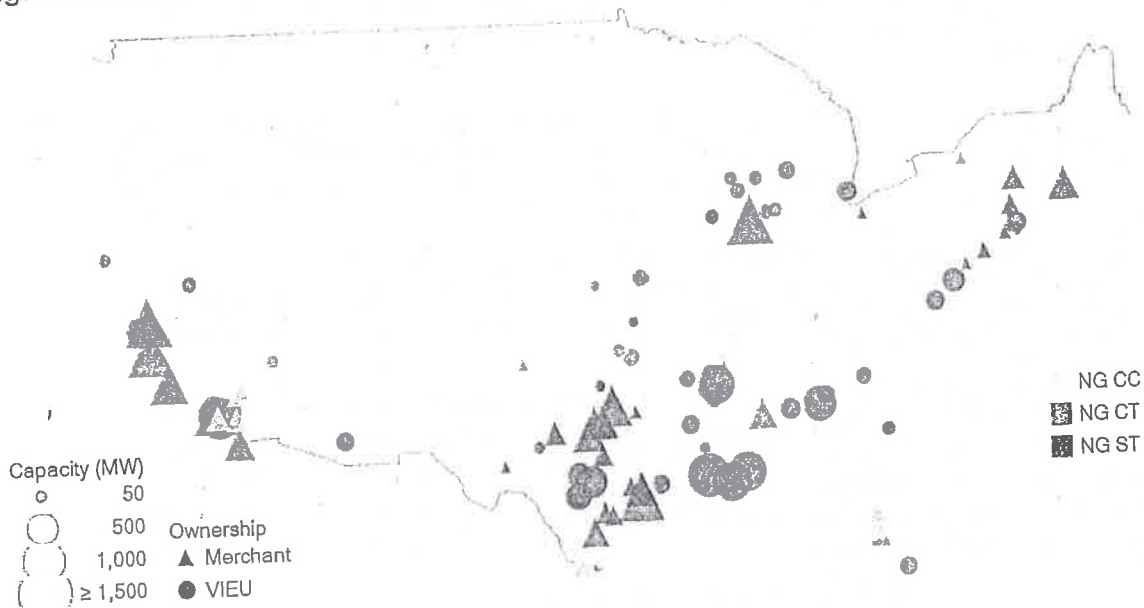 Capacity (MW)
50
500
1,000
≥ 1,500
Ownership
Merchant
VIEU
NG CC
NG CT
NG ST